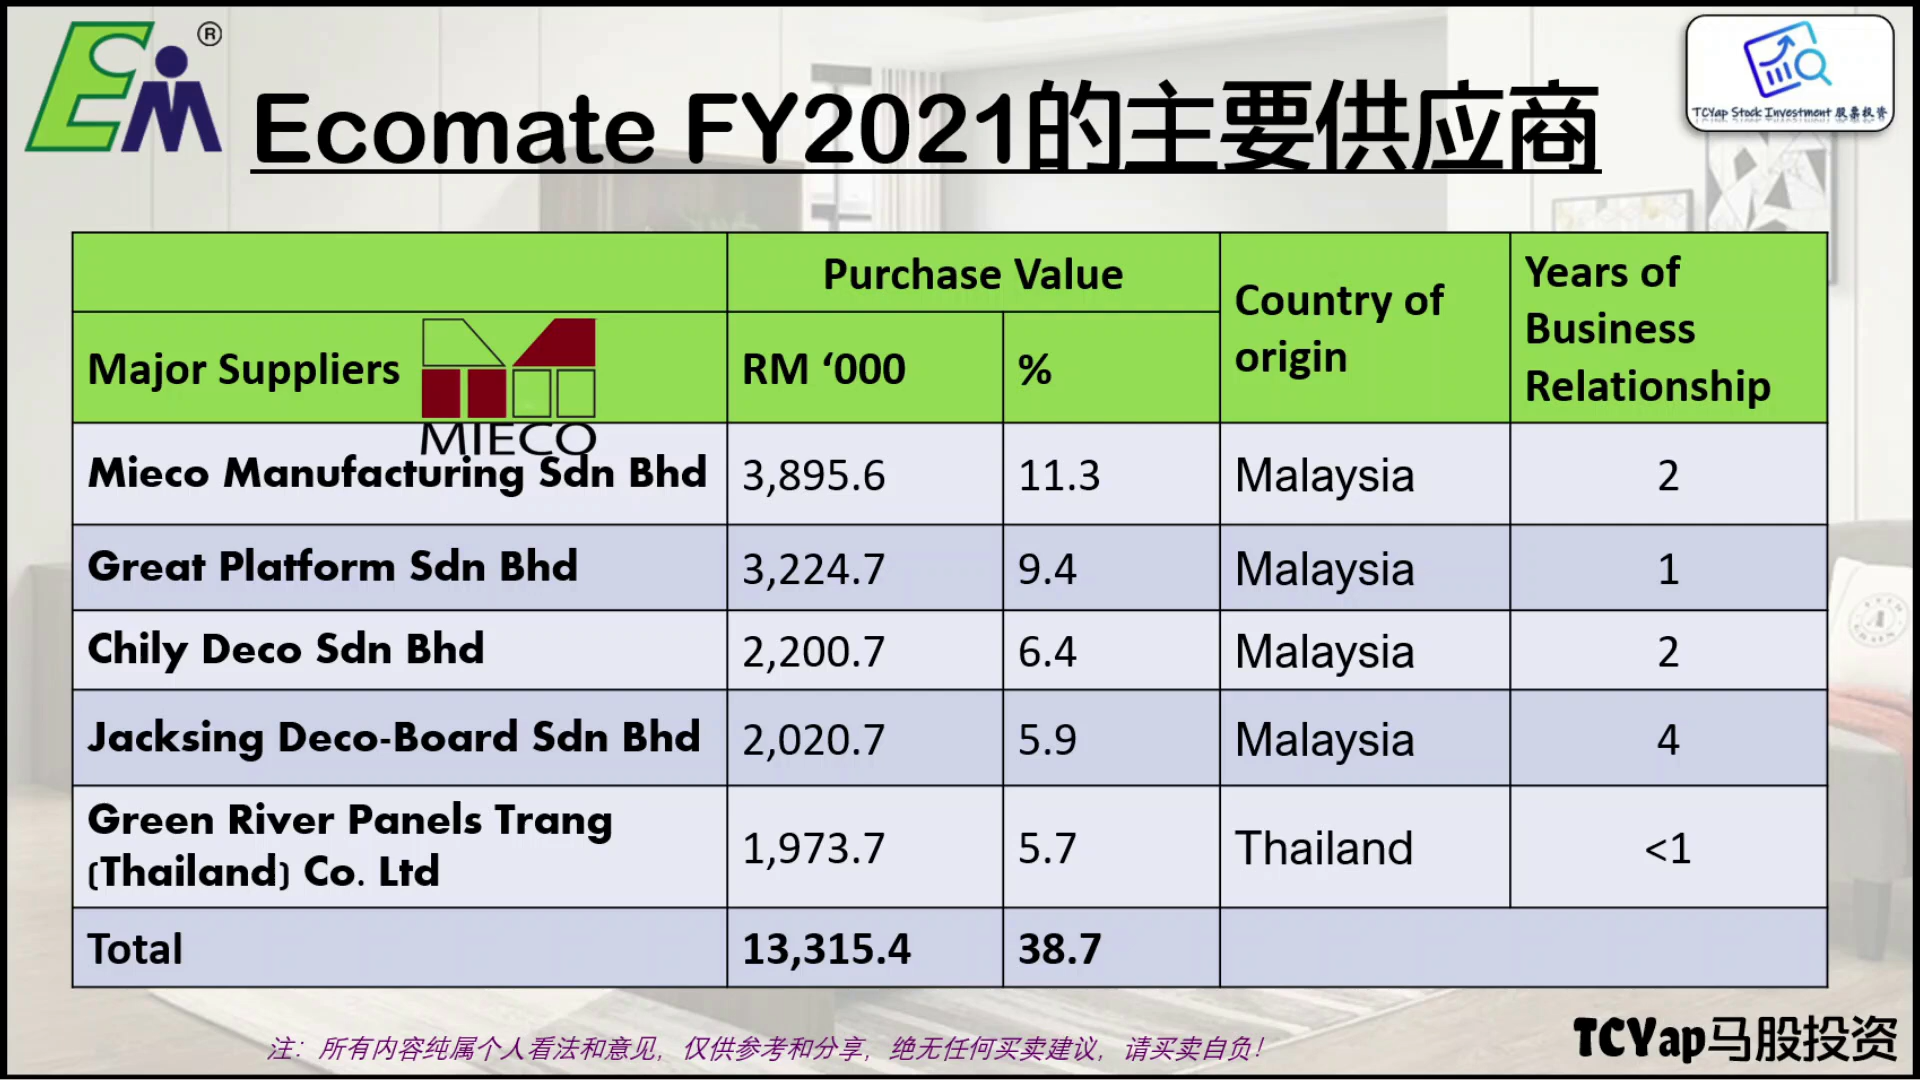 EM®
Ecomate FY2021的主要供应商
TCYap Stock Investment 股票投资
Purchase Value
Country of
origin
Years of
Business
Relationship
Major Suppliers
RM ‘000
%
MIECO
Mieco Manufacturing Sdn Bhd 3,895.6 11.3 Malaysia 2
Great Platform Sdn Bhd 3,224.7 9.4 Malaysia 1
Chily Deco Sdn Bhd 2,200.7 6.4 Malaysia 2
Jacksing Deco-Board Sdn Bhd 2,020.7 5.9 Malaysia 4
Green River Panels Trang
(Thailand) Co. Ltd 1,973.7 5.7 Thailand <1
Total 13,315.4 38.7
注：所有内容纯属个人看法和意见，仅供参考和分享，绝无任何买卖建议，请买卖自负！
TCYap马股投资